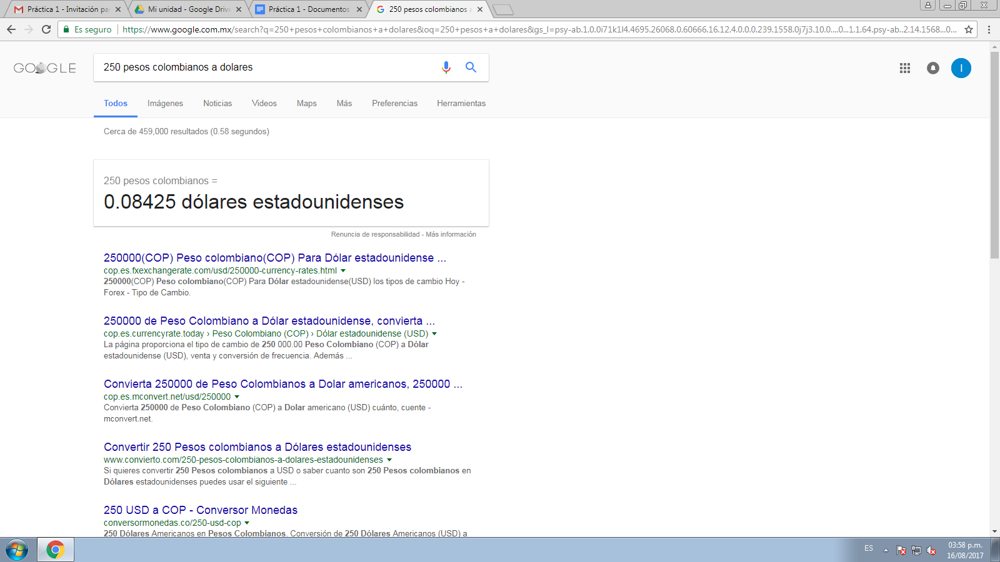 Práctica 1 - Invitación pa
Mi unidad - Google Drive
Práctica 1 - Documentos
250 pesos colombianos a
Es seguro
https://www.google.com.mx/search?q=250+pesos+colombianos+a+dolares&oq=250+pesos+a+dolares&gs_l=psy-ab.1.0.0i71k1l4.4695.26068.0.60666.16.12.4.0.0.0.239.1558.0j7j3.10.0....0...1.1.64.psy-ab..2.14.1568...0...
GOOGLE
250 pesos colombianos a dolares
I
Todos
Imágenes
Noticias
Videos
Maps
Más
Preferencias
Herramientas
Cerca de 459,000 resultados (0.58 segundos)
250 pesos colombianos =
0.08425 dólares estadounidenses
Renuncia de responsabilidad - Más información
250000(COP) Peso colombiano(COP) Para Dólar estadounidense ...
cop.es.fxexchangerate.com/usd/250000-currency-rates.html
250000(COP) Peso colombiano(COP) Para Dólar estadounidense(USD) los tipos de cambio Hoy -
Forex - Tipo de Cambio.
250000 de Peso Colombiano a Dólar estadounidense, convierta ...
cop.es.currencyrate.today › Peso Colombiano (COP) › Dólar estadounidense (USD)
La página proporciona el tipo de cambio de 250 000.00 Peso Colombiano (COP) a Dólar
estadounidense (USD), venta y conversión de frecuencia. Además ...
Convierta 250000 de Peso Colombianos a Dolar americanos, 250000 ...
cop.es.mconvert.net/usd/250000
Convierta 250000 de Peso Colombiano (COP) a Dolar americano (USD) cuánto, cuente -
mconvert.net.
Convertir 250 Pesos colombianos a Dólares estadounidenses
www.convierto.com/250-pesos-colombianos-a-dolares-estadounidenses
Si quieres convertir 250 Pesos colombianos a USD o saber cuanto son 250 Pesos colombianos en
Dólares estadounidenses puedes usar el siguiente ...
250 USD a COP - Conversor Monedas
conversormonedas.co/250-usd-cop
250 Dólares Americanos en Pesos Colombianos. Conversión de 250 Dólares Americanos (USD) a
ES
03:58 p.m.
16/08/2017